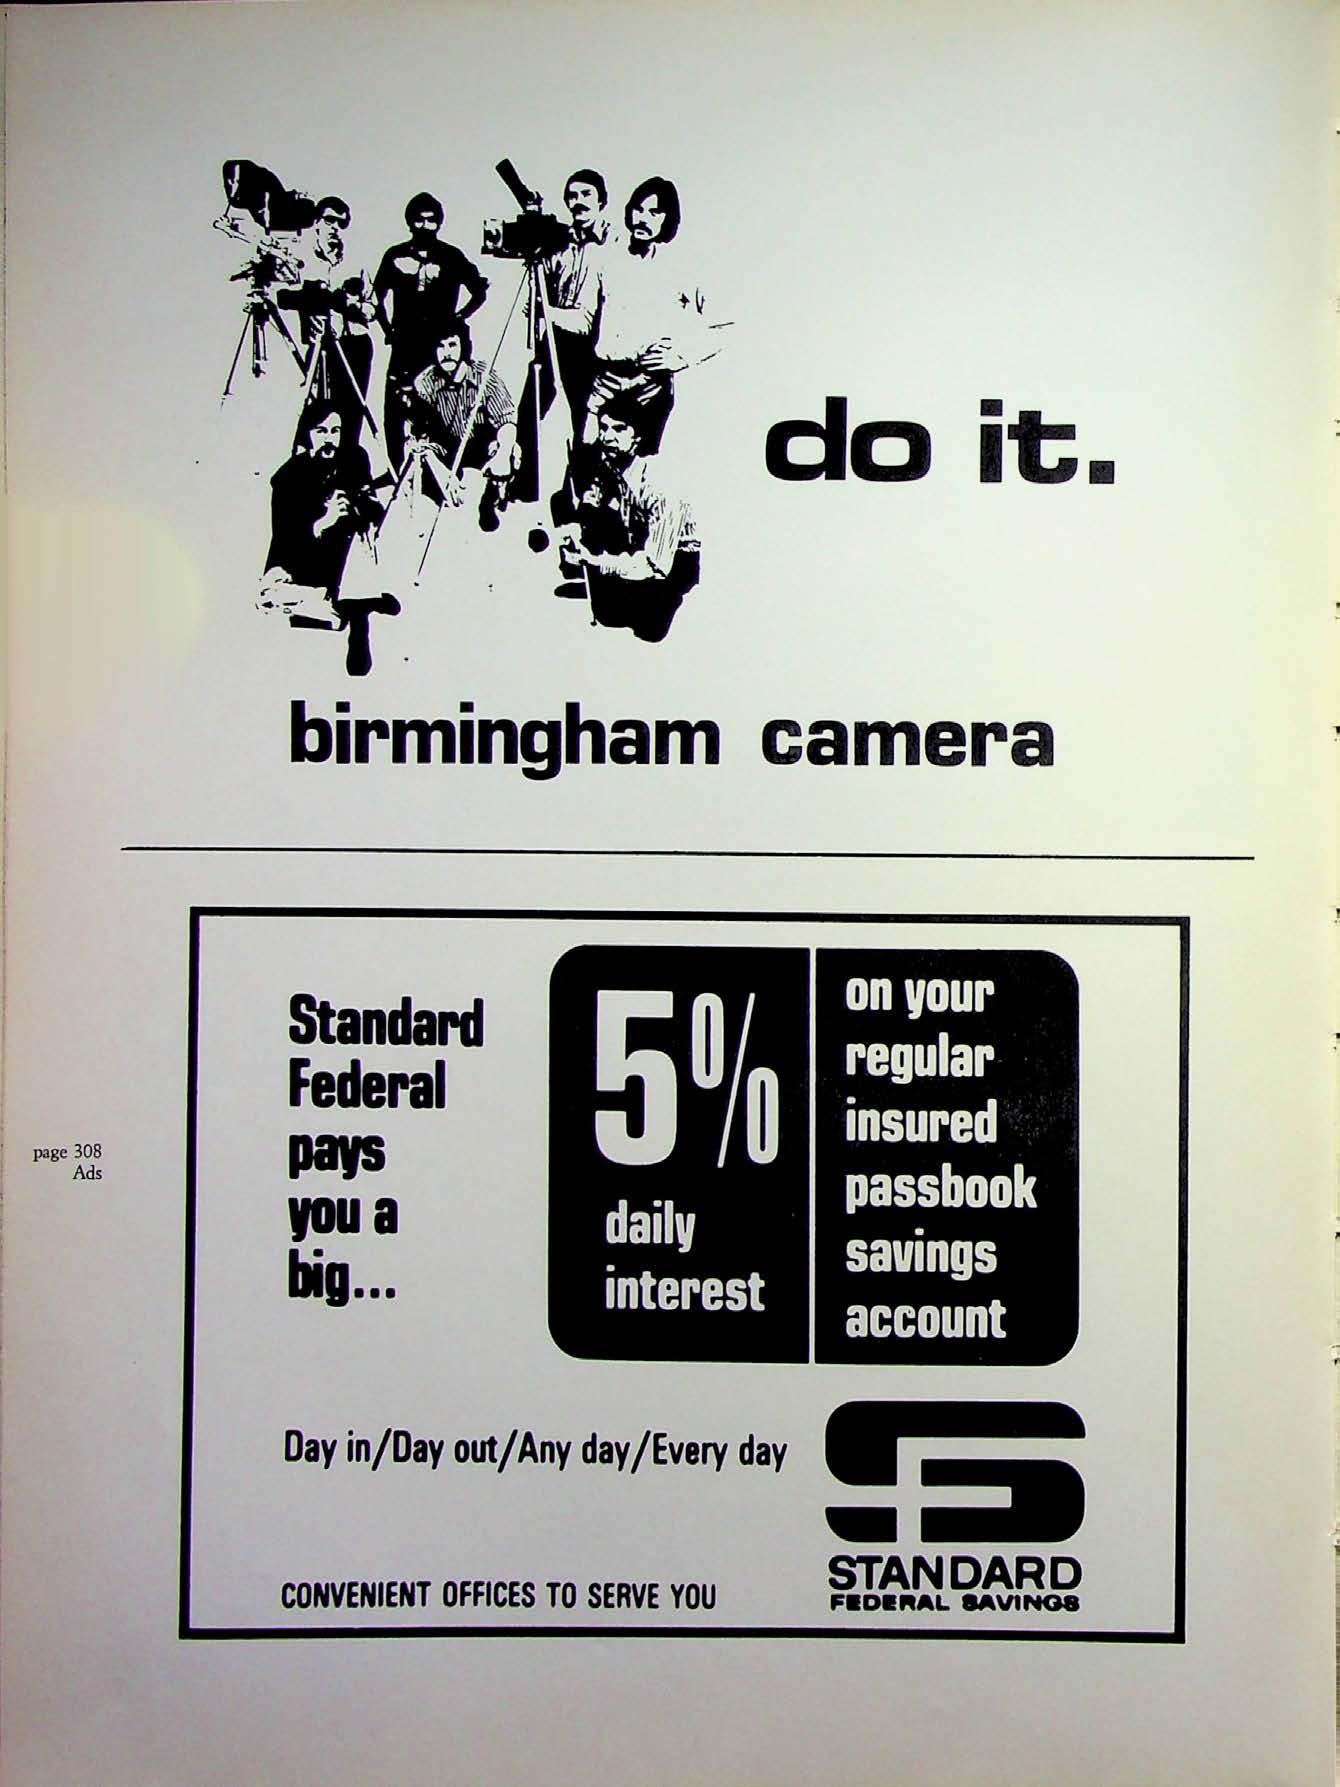 do it.
birmingham camera
page 308
Ads
Standard
Federal
pays
you a
big...
5%
daily
interest
on your
regular
insured
passbook
savings
account
Day in/Day out/Any day/Every day
CONVENIENT OFFICES TO SERVE YOU
STANDARD
FEDERAL SAVINGS